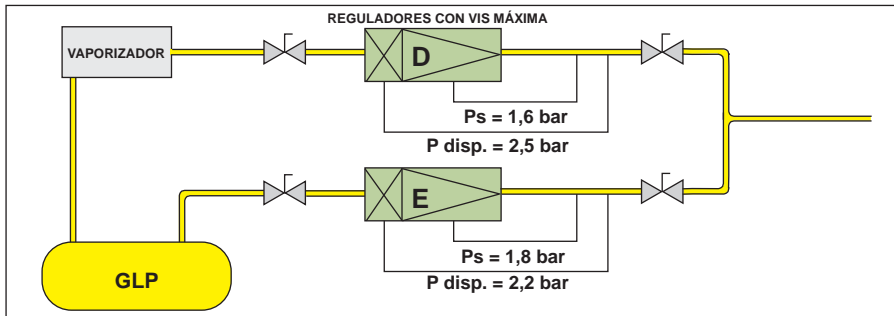 REGULADORES CON VIS MÁXIMA
VAPORIZADOR
D
Ps = 1,6 bar
P disp. = 2,5 bar
E
Ps = 1,8 bar
P disp. = 2,2 bar
GLP